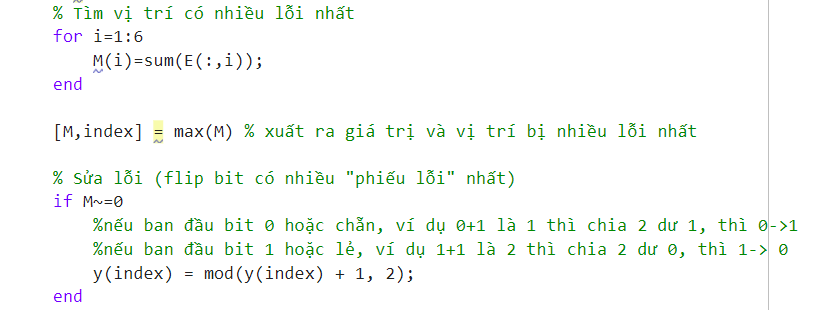 % Tìm vị trí có nhiều lỗi nhất
for i=1:6
M(i)=sum(E(:,i));
end
[M,index] = max(M) % xuất ra giá trị và vị trí bị nhiều lỗi nhất
% Sửa lỗi (flip bit có nhiều "phiếu lỗi" nhất)
if M~=0
%nếu ban đầu bit 0 hoặc chẵn, ví dụ 0+1 là 1 thì chia 2 dư 1, thì 0->1
%nếu ban đầu bit 1 hoặc lẻ, ví dụ 1+1 là 2 thì chia 2 dư 0, thì 1-> 0
y(index) = mod(y(index) + 1, 2);
end